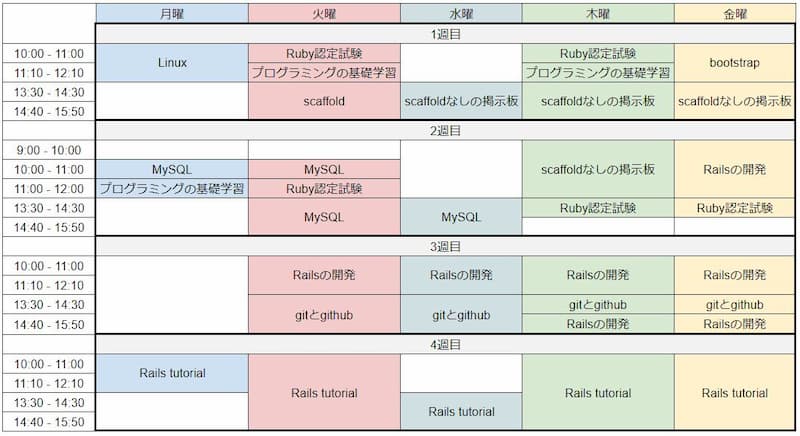 月曜 火曜 水曜 木曜 金曜
1週目
10:00 - 11:00 Linux Ruby認定試験 Ruby認定試験 bootstrap
11:10 - 12:10 プログラミングの基礎学習 プログラミングの基礎学習
13:30 - 14:30 scaffold scaffoldなしの掲示板 scaffoldなしの掲示板 scaffoldなしの掲示板
14:40 - 15:50
2週目
9:00 - 10:00 scaffoldなしの掲示板 Railsの開発
10:00 - 11:00 MySQL MySQL
11:00 - 12:00 プログラミングの基礎学習 Ruby認定試験
13:30 - 14:30 MySQL MySQL Ruby認定試験 Ruby認定試験
14:40 - 15:50
3週目
10:00 - 11:00 Railsの開発 Railsの開発 Railsの開発 Railsの開発
11:10 - 12:10
13:30 - 14:30 gitとgithub gitとgithub gitとgithub gitとgithub
14:40 - 15:50 Railsの開発 Railsの開発
4週目
10:00 - 11:00 Rails tutorial Rails tutorial Rails tutorial Rails tutorial
11:10 - 12:10
13:30 - 14:30 Rails tutorial
14:40 - 15:50